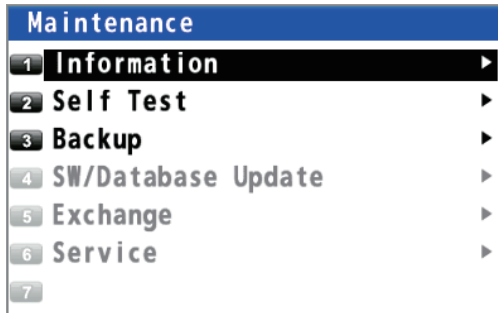 Maintenance
1 Information
2 Self Test
3 Backup
4 SW/Database Update
5 Exchange
6 Service
7